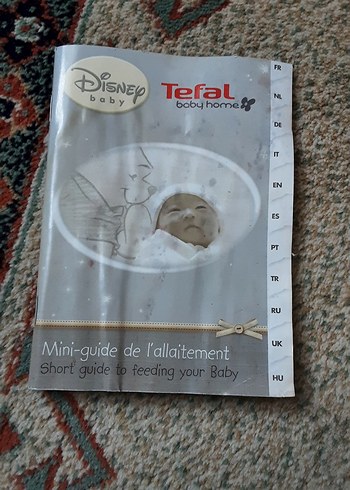 Disney
baby
Tefal
baby home
FR
NL
DE
IT
EN
ES
PT
TR
RU
UK
HU
Mini-guide de l'allaitement
Short guide to feeding your Baby